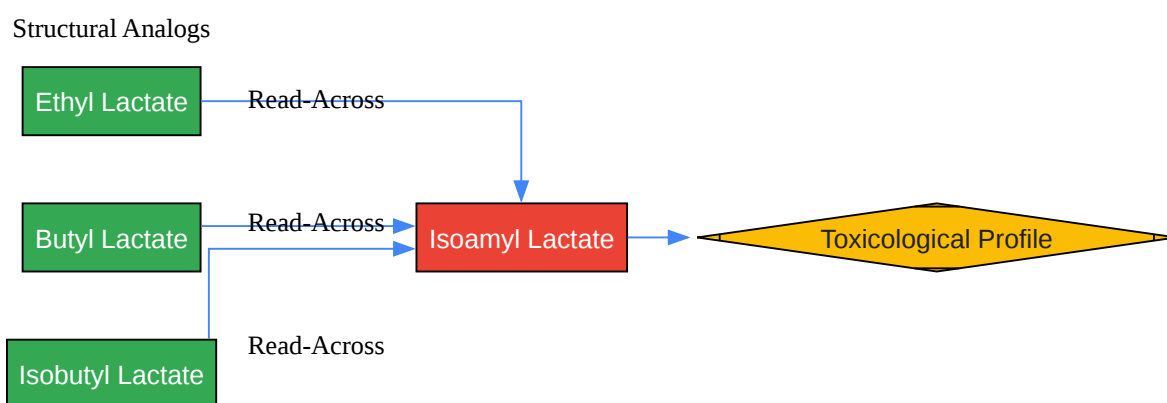 Structural Analogs
Ethyl Lactate
Read-Across
Butyl Lactate
Read-Across
Isoamyl Lactate
Toxicological Profile
Isobutyl Lactate
Read-Across